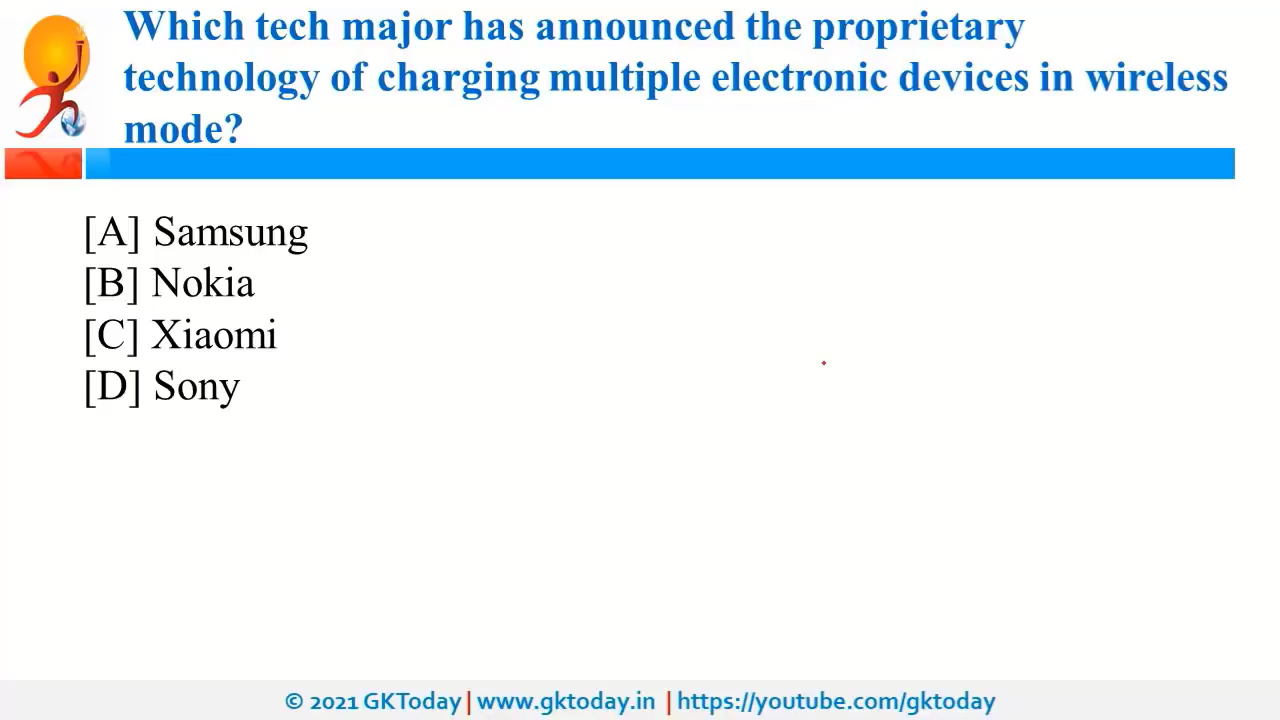 Which tech major has announced the proprietary
technology of charging multiple electronic devices in wireless
mode?
[A] Samsung
[B] Nokia
[C] Xiaomi
[D] Sony
© 2021 GKToday | www.gktoday.in | https://youtube.com/gktoday